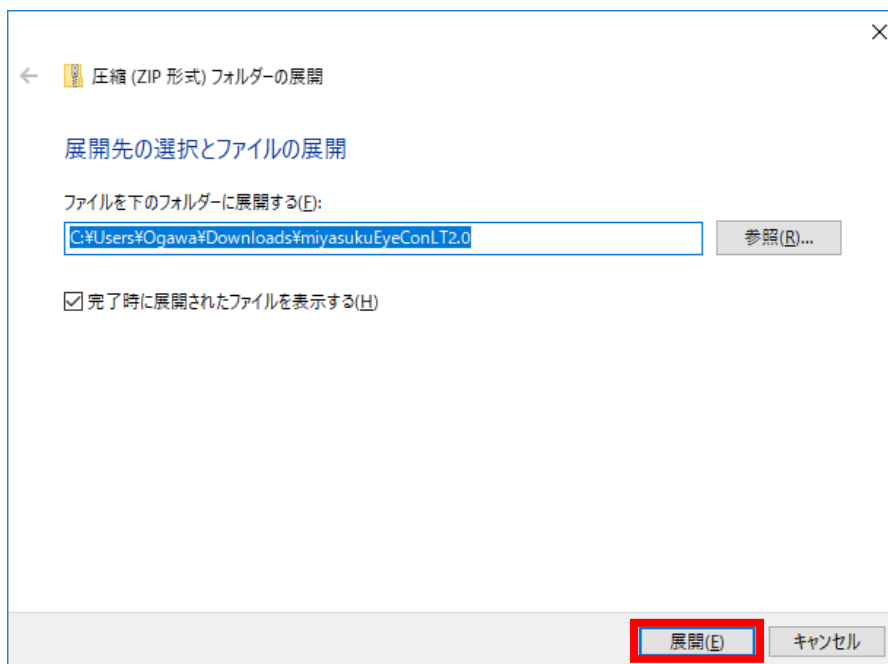 圧縮 (ZIP 形式) フォルダーの展開
展開先の選択とファイルの展開
ファイルを下のフォルダーに展開する(F):
C:¥Users¥Ogawa¥Downloads¥miyasukuEyeConLT2.0
参照(R)...
完了時に展開されたファイルを表示する(H)
展開(E)
キャンセル